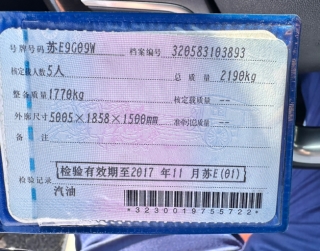 号牌号码 苏E9G09W 档案编号 320583103893
核定载人数 5人 总质量 2190kg
整备质量 1770kg 核定载质量 --
外廓尺寸 5005×1858×1500mm 准牵引总质量 --
备注
检验有效期至2017年11月苏E(01)
检验记录
汽油
*3230019755722*